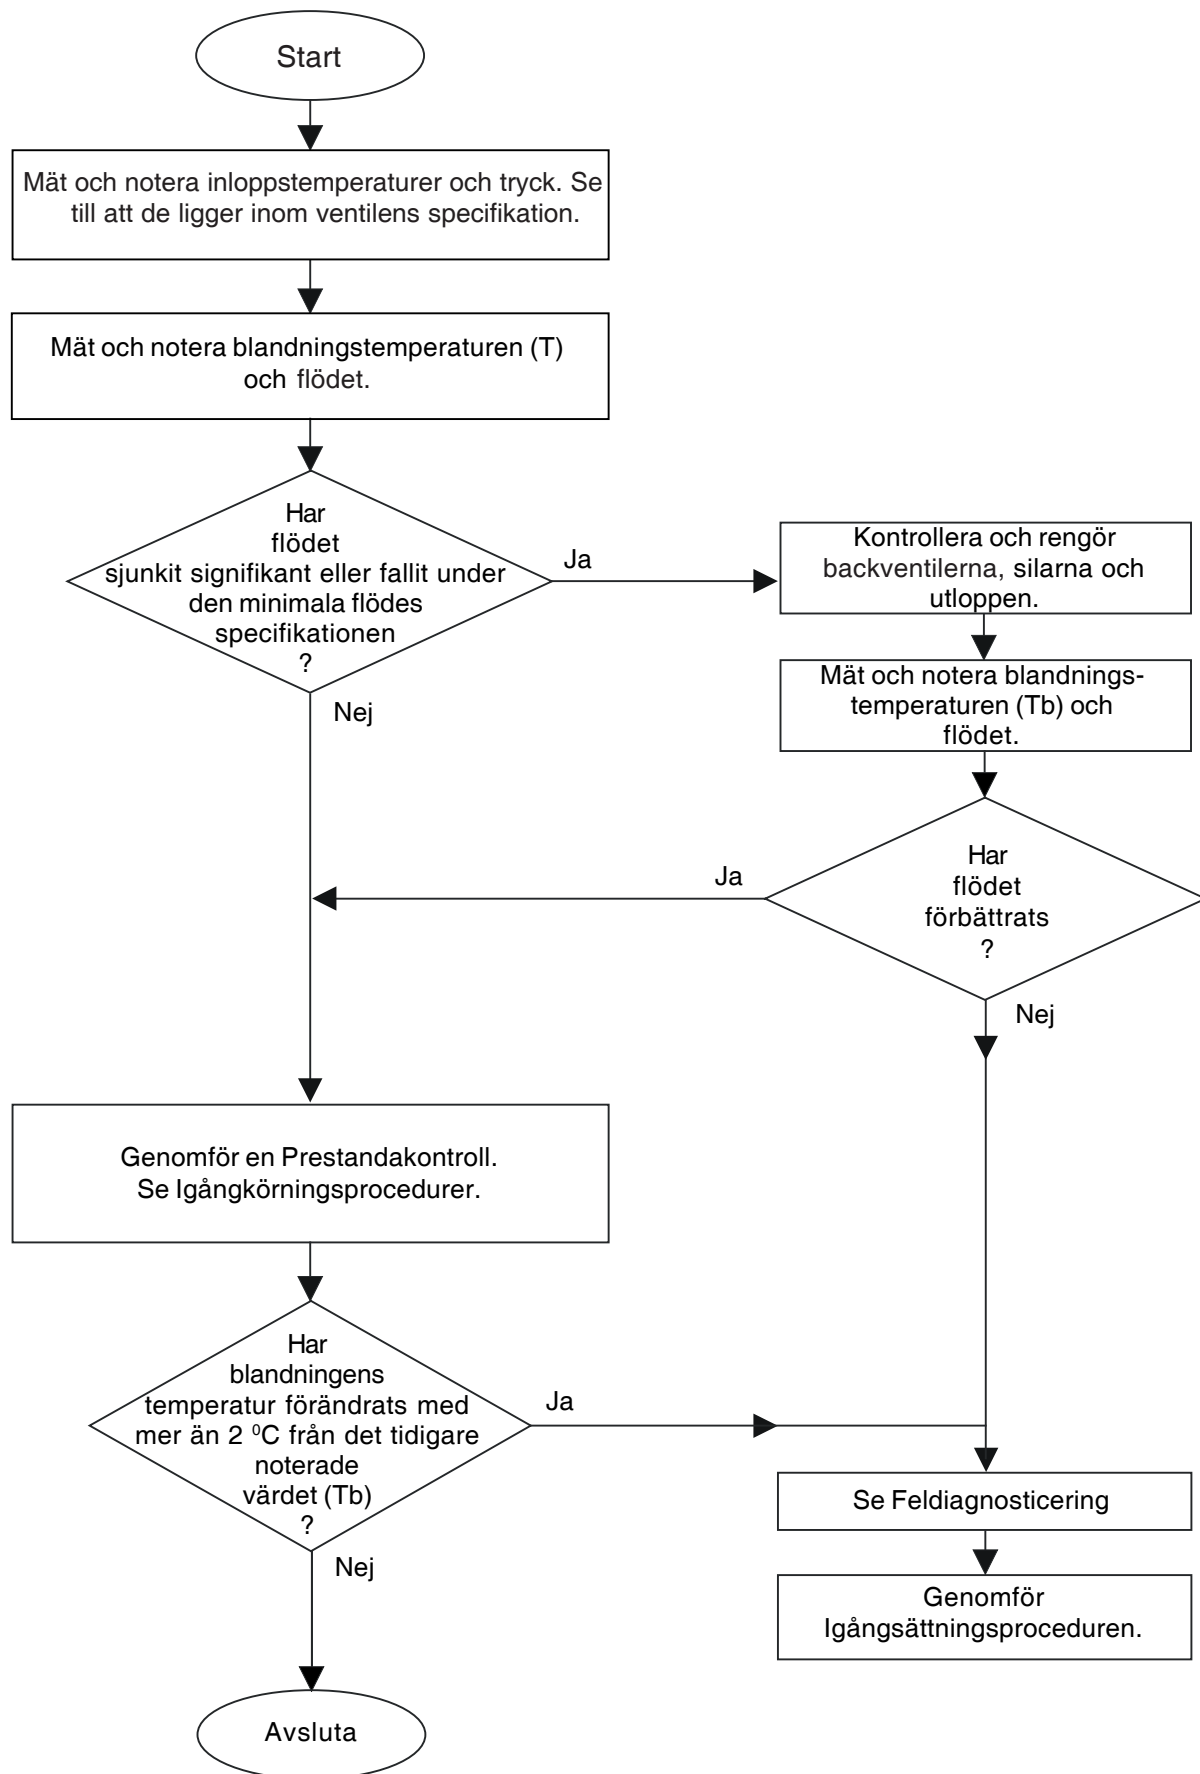 Start
Mät och notera inloppstemperaturer och tryck. Se
till att de ligger inom ventilens specifikation.
Mät och notera blandningstemperaturen (T)
och flödet.
Har
flödet
sjunkit signifikant eller fallit under
den minimala flödes
specifikationen
?
Ja
Kontrollera och rengör
backventilerna, silarna och
utloppen.
Mät och notera blandnings-
temperaturen (Tb) och
flödet.
Nej
Har
flödet
förbättrats
?
Ja
Nej
Genomför en Prestandakontroll.
Se Igångkörningsprocedurer.
Har
blandningens
temperatur förändrats med
mer än 2 ⁰C från det tidigare
noterade
värdet (Tb)
?
Ja
Se Feldiagnosticering
Nej
Genomför
Igångsättningsproceduren.
Avsluta